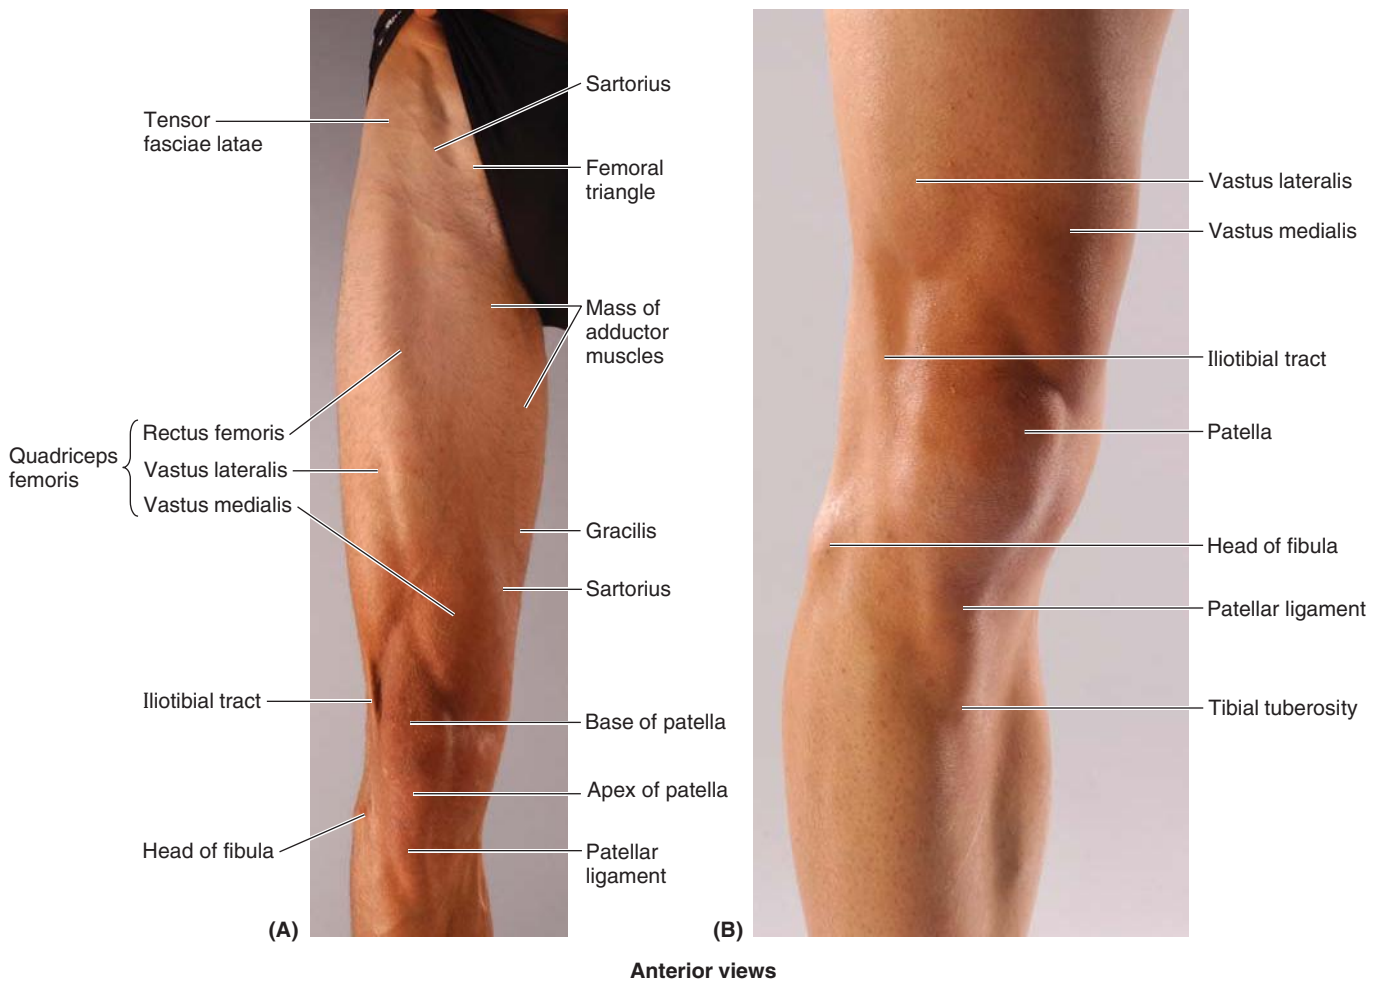 Tensor
fasciae latae
Quadriceps
femoris
Rectus femoris
Vastus lateralis
Vastus medialis
Iliotibial tract
Head of fibula
Sartorius
Femoral
triangle
Mass of
adductor
muscles
Gracilis
Sartorius
Base of patella
Apex of patella
Patellar
ligament
(A)
Vastus lateralis
Vastus medialis
Iliotibial tract
Patella
Head of fibula
Patellar ligament
Tibial tuberosity
(B)
Anterior views